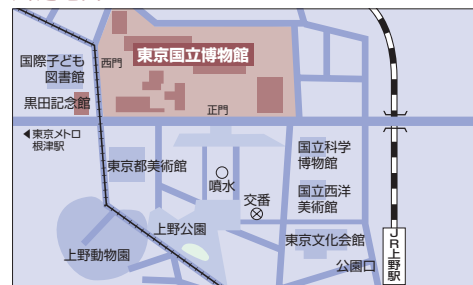 東京国立博物館
国際子ども
図書館
西門
黒田記念館
正門
◀東京メトロ
根津駅
東京都美術館
噴水
国立科学
博物館
交番
国立西洋
美術館
上野公園
上野動物園
東京文化会館
公園口
JR上野駅